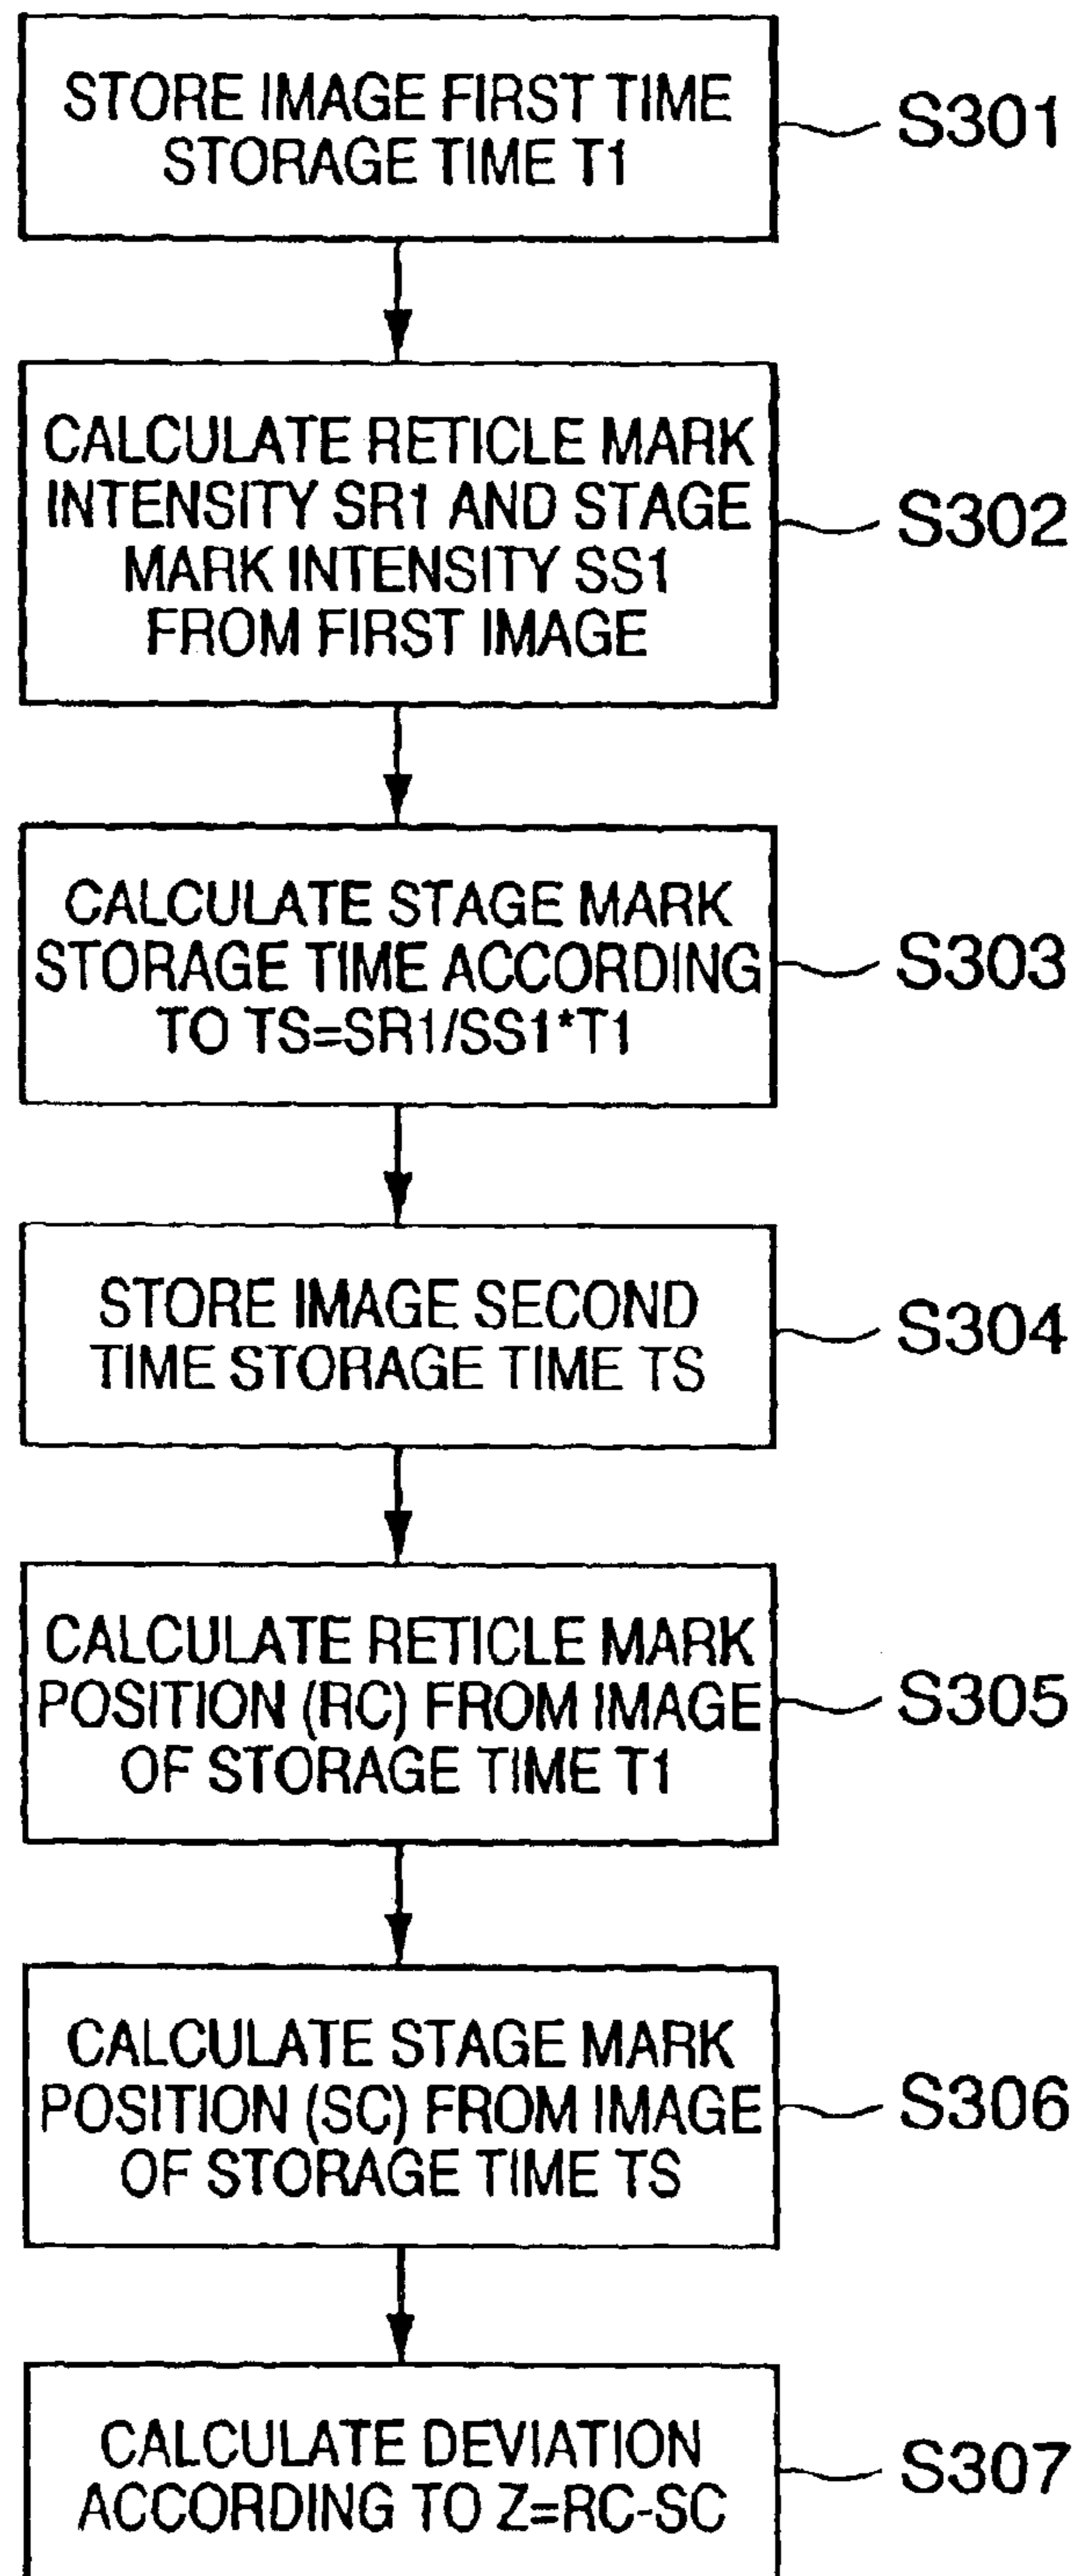 STORE IMAGE FIRST TIME
STORAGE TIME T1
S301
CALCULATE RETICLE MARK
INTENSITY SR1 AND STAGE
MARK INTENSITY SS1
FROM FIRST IMAGE
S302
CALCULATE STAGE MARK
STORAGE TIME ACCORDING
TO TS=SR1/SS1*T1
S303
STORE IMAGE SECOND
TIME STORAGE TIME TS
S304
CALCULATE RETICLE MARK
POSITION (RC) FROM IMAGE
OF STORAGE TIME T1
S305
CALCULATE STAGE MARK
POSITION (SC) FROM IMAGE
OF STORAGE TIME TS
S306
CALCULATE DEVIATION
ACCORDING TO Z=RC-SC
S307